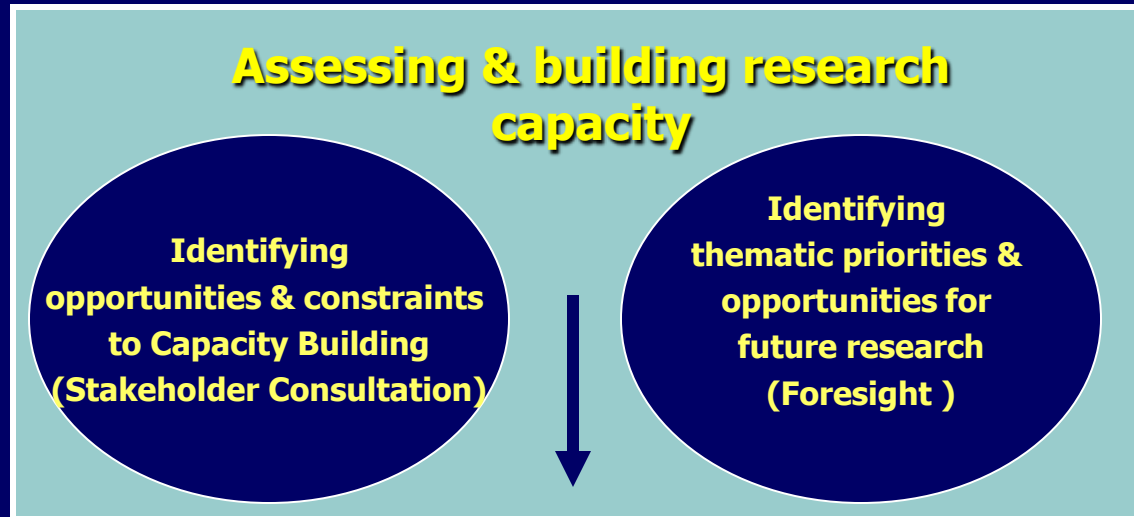 Assessing & building research
capacity
Identifying
opportunities & constraints
to Capacity Building
(Stakeholder Consultation)
Identifying
thematic priorities &
opportunities for
future research
(Foresight )